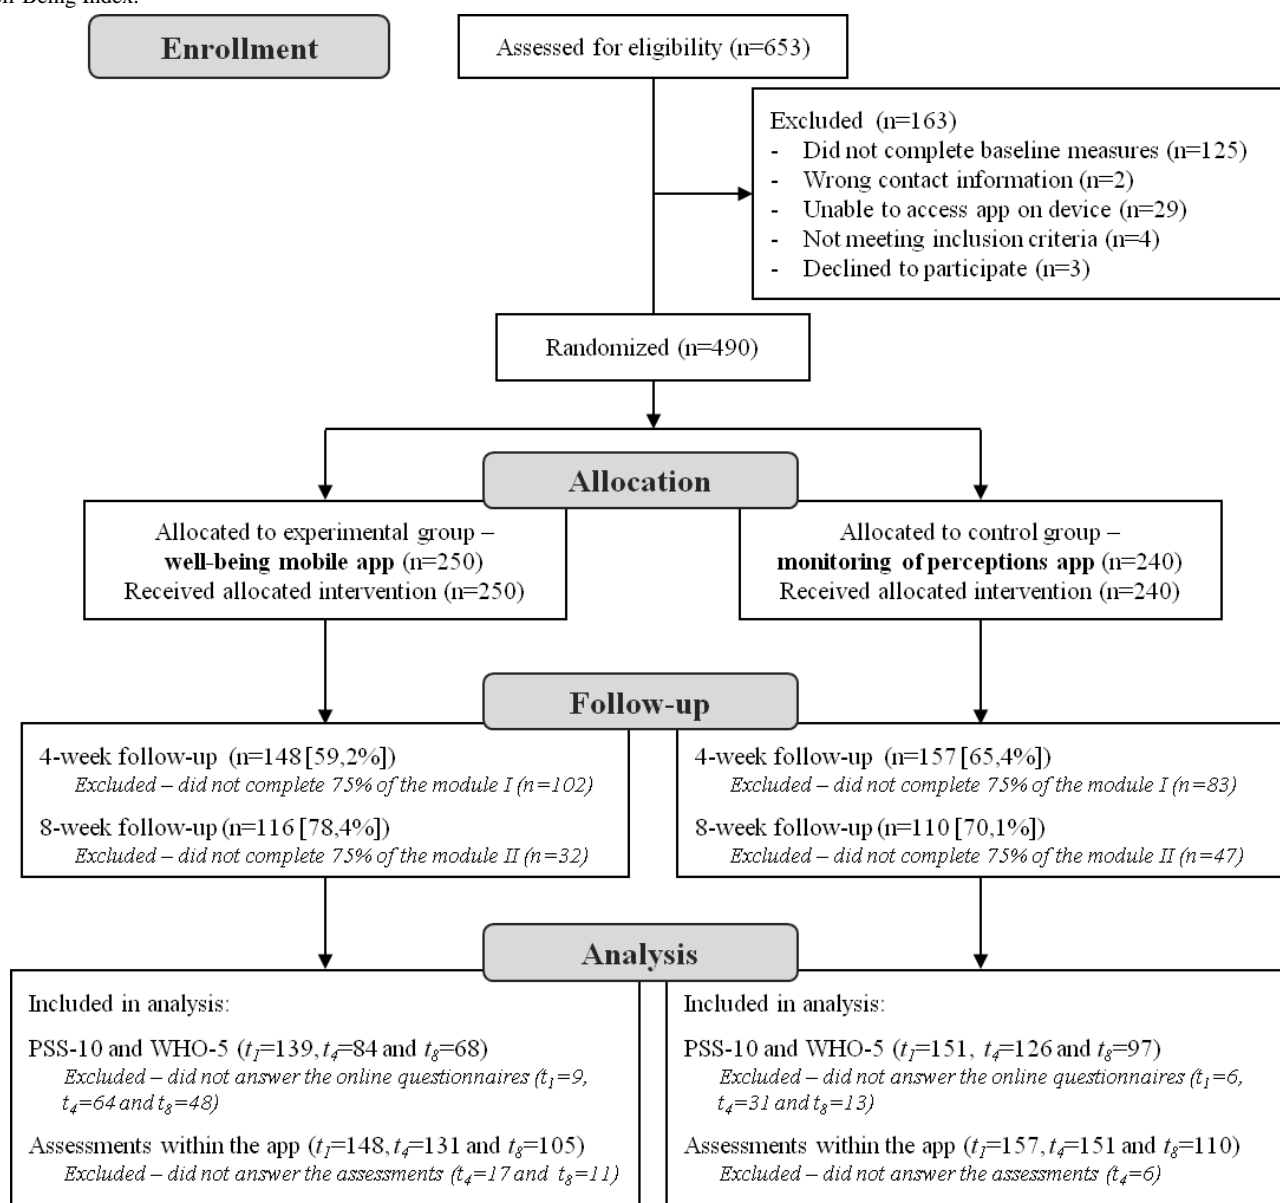 Enrollment
Assessed for eligibility (n=653)
Excluded (n=163)
- Did not complete baseline measures (n=125)
- Wrong contact information (n=2)
- Unable to access app on device (n=29)
- Not meeting inclusion criteria (n=4)
- Declined to participate (n=3)
Randomized (n=490)
Allocation
Allocated to experimental group –
well-being mobile app (n=250)
Received allocated intervention (n=250)
Allocated to control group –
monitoring of perceptions app (n=240)
Received allocated intervention (n=240)
Follow-up
4-week follow-up (n=148 [59,2%])
Excluded – did not complete 75% of the module I (n=102)
8-week follow-up (n=116 [78,4%])
Excluded – did not complete 75% of the module II (n=32)
4-week follow-up (n=157 [65,4%])
Excluded – did not complete 75% of the module I (n=83)
8-week follow-up (n=110 [70,1%])
Excluded – did not complete 75% of the module II (n=47)
Analysis
Included in analysis:
PSS-10 and WHO-5 (t1=139, t4=84 and t8=68)
Excluded – did not answer the online questionnaires (t1=9,
t4=64 and t8=48)
Assessments within the app (t1=148, t4=131 and t8=105)
Excluded – did not answer the assessments (t4=17 and t8=11)
Included in analysis:
PSS-10 and WHO-5 (t1=151, t4=126 and t8=97)
Excluded – did not answer the online questionnaires (t1=6,
t4=31 and t8=13)
Assessments within the app (t1=157, t4=151 and t8=110)
Excluded – did not answer the assessments (t4=6)